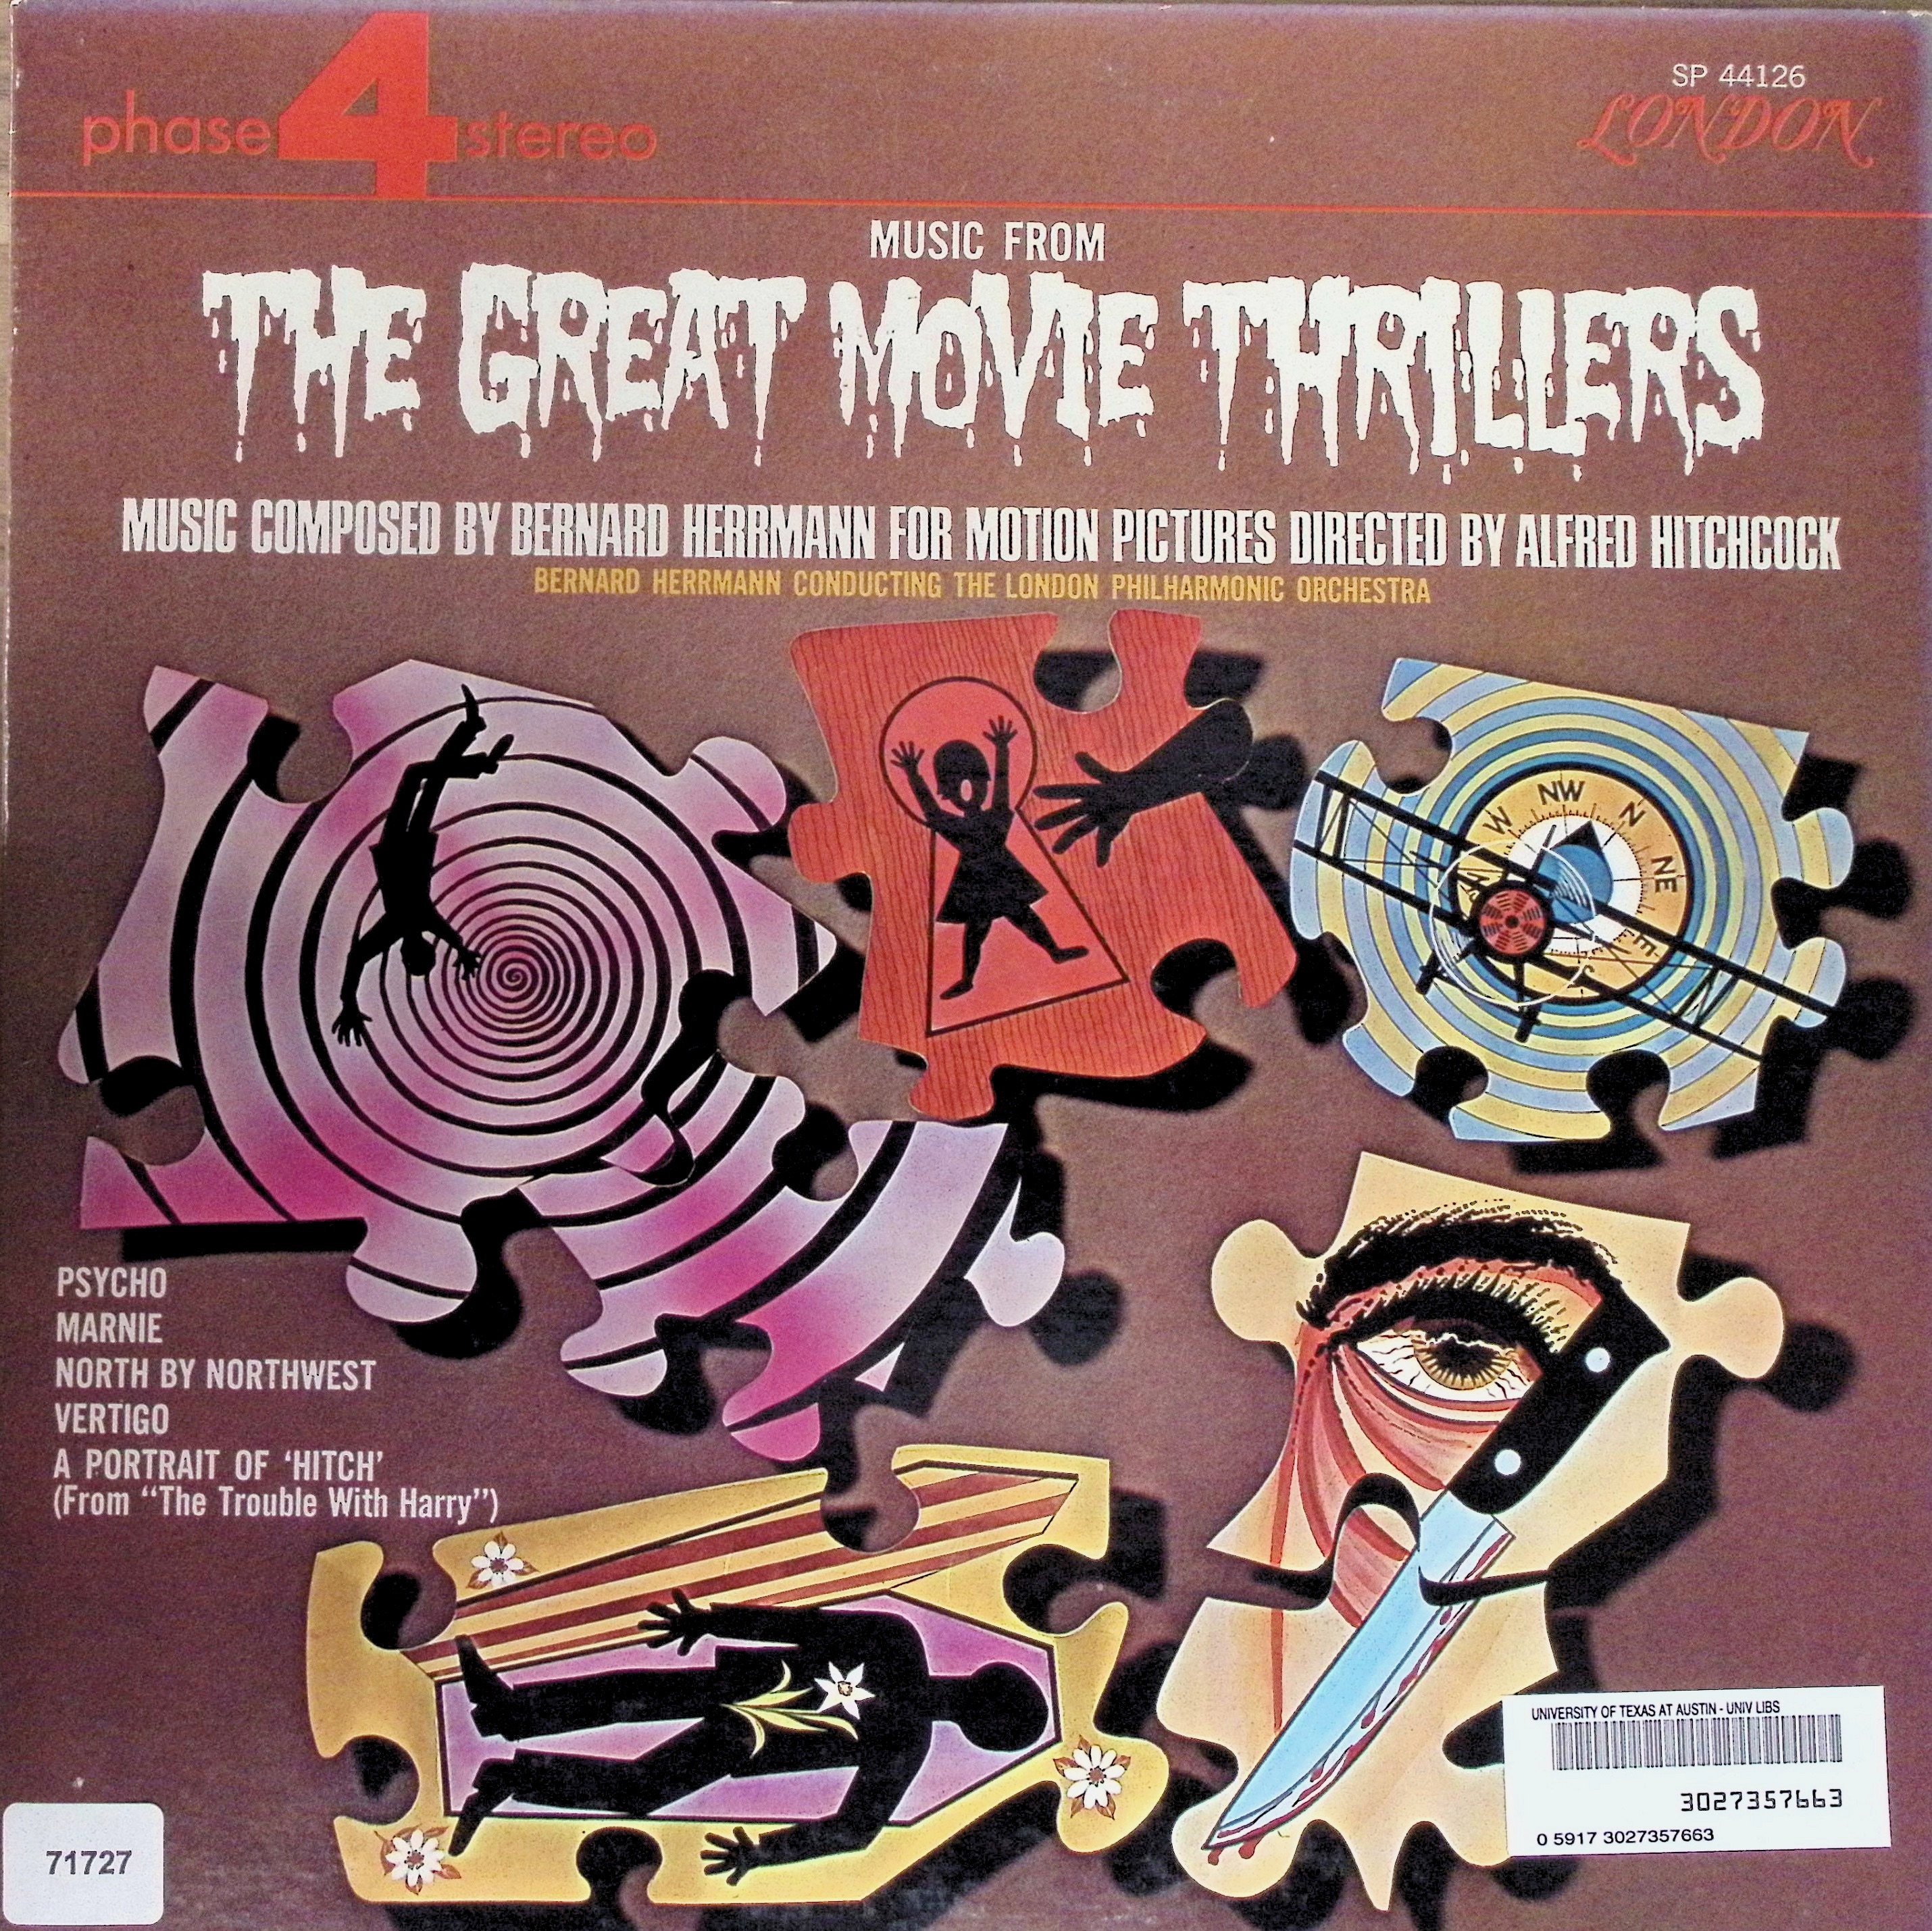 phase 4 stereo
SP 44126
LONDON
MUSIC FROM
THE GREAT MOVIE THRILLERS
MUSIC COMPOSED BY BERNARD HERRMANN FOR MOTION PICTURES DIRECTED BY ALFRED HITCHCOCK
BERNARD HERRMANN CONDUCTING THE LONDON PHILHARMONIC ORCHESTRA
W
NW
N
NE
E
PSYCHO
MARNIE
NORTH BY NORTHWEST
VERTIGO
A PORTRAIT OF ‘HITCH’
(From “The Trouble With Harry”)
UNIVERSITY OF TEXAS AT AUSTIN - UNIV LIBS
3027357663
0 5917 3027357663
71727